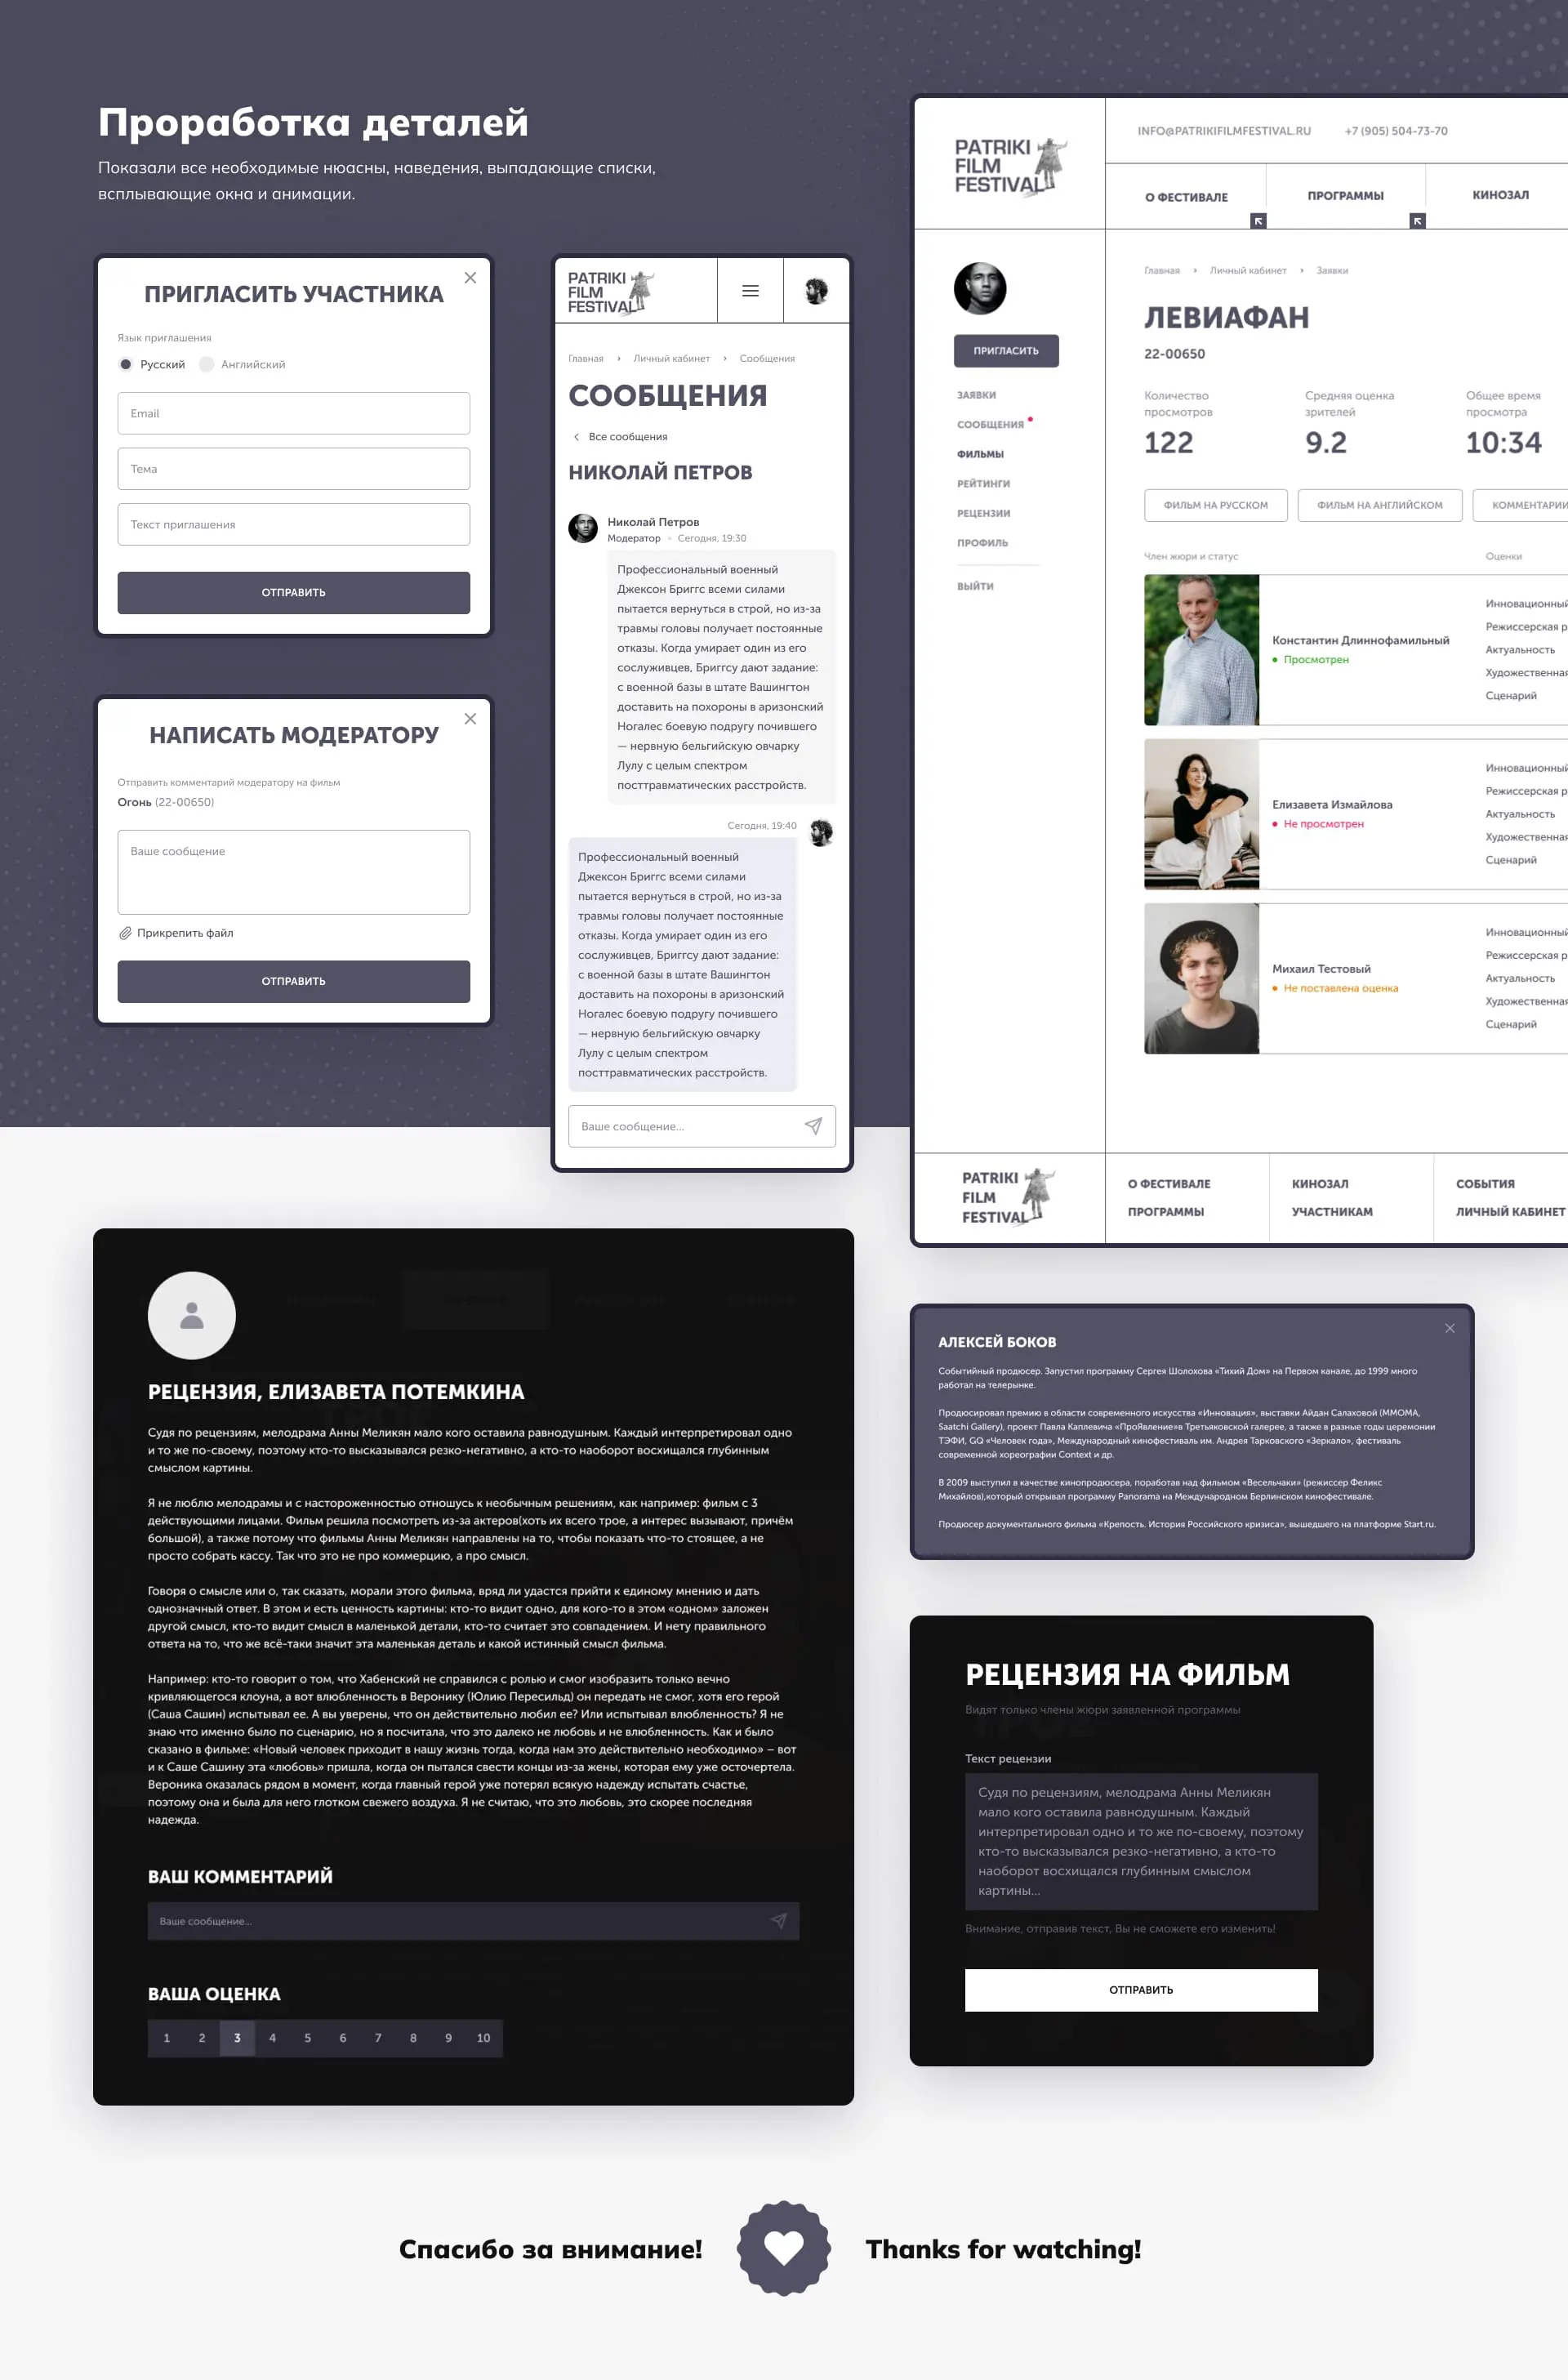 Проработка деталей
Показали все необходимые нюасны, наведения, выпадающие списки,
всплывающие окна и анимации.
ПРИГЛАСИТЬ УЧАСТНИКА
Язык приглашения
Русский
Английский
Email
Тема
Текст приглашения
ОТПРАВИТЬ
НАПИСАТЬ МОДЕРАТОРУ
Отправить комментарий модератору на фильм
Огонь (22-00650)
Ваше сообщение
Прикрепить файл
ОТПРАВИТЬ
PATRIKI
FILM
FESTIVAL
Главная › Личный кабинет › Сообщения
СООБЩЕНИЯ
Все сообщения
НИКОЛАЙ ПЕТРОВ
Николай Петров
Модератор • Сегодня, 19:30
Профессиональный военный
Джексон Бриггс всеми силами
пытается вернуться в строй, но из-за
травмы головы получает постоянные
отказы. Когда умирает один из его
сослуживцев, Бриггсу дают задание:
с военной базы в штате Вашингтон
доставить на похороны в аризонский
Ногалес боевую подругу почившего
— нервную бельгийскую овчарку
Лулу с целым спектром
посттравматических расстройств.
Сегодня, 19:40
Профессиональный военный
Джексон Бриггс всеми силами
пытается вернуться в строй, но из-за
травмы головы получает постоянные
отказы. Когда умирает один из его
сослуживцев, Бриггсу дают задание:
с военной базы в штате Вашингтон
доставить на похороны в аризонский
Ногалес боевую подругу почившего
— нервную бельгийскую овчарку
Лулу с целым спектром
посттравматических расстройств.
Ваше сообщение...
PATRIKI
FILM
FESTIVAL
INFO@PATRIKIFILMFESTIVAL.RU
+7 (905) 504-73-70
О ФЕСТИВАЛЕ
ПРОГРАММЫ
КИНОЗАЛ
ПРИГЛАСИТЬ
ЗАЯВКИ
СООБЩЕНИЯ
ФИЛЬМЫ
РЕЙТИНГИ
РЕЦЕНЗИИ
ПРОФИЛЬ
ВЫЙТИ
Главная › Личный кабинет › Заявки
ЛЕВИАФАН
22-00650
Количество
просмотров
122
Средняя оценка
зрителей
9.2
Общее время
просмотра
10:34
ФИЛЬМ НА РУССКОМ
ФИЛЬМ НА АНГЛИЙСКОМ
КОММЕНТАРИИ
Член жюри и статус
Оценки
Константин Длиннофамильный
Просмотрен
Инновационный
Режиссерская р
Актуальность
Художественная
Сценарий
Елизавета Измайлова
Не просмотрен
Инновационный
Режиссерская р
Актуальность
Художественная
Сценарий
Михаил Тестовый
Не поставлена оценка
Инновационный
Режиссерская р
Актуальность
Художественная
Сценарий
PATRIKI
FILM
FESTIVAL
О ФЕСТИВАЛЕ
ПРОГРАММЫ
КИНОЗАЛ
УЧАСТНИКАМ
СОБЫТИЯ
ЛИЧНЫЙ КАБИНЕТ
РЕЦЕНЗИЯ, ЕЛИЗАВЕТА ПОТЕМКИНА
Судя по рецензиям, мелодрама Анны Меликян мало кого оставила равнодушным. Каждый интерпретировал одно
и то же по-своему, поэтому кто-то высказывался резко-негативно, а кто-то наоборот восхищался глубинным
смыслом картины.
Я не люблю мелодрамы и с настороженностью отношусь к необычным решениям, как например: фильм с 3
действующими лицами. Фильм решила посмотреть из-за актеров(хоть их всего трое, а интерес вызывают, причём
большой), а также потому что фильмы Анны Меликян направлены на то, чтобы показать что-то стоящее, а не
просто собрать кассу. Так что это не про коммерцию, а про смысл.
Говоря о смысле или о, так сказать, морали этого фильма, вряд ли удастся прийти к единому мнению и дать
однозначный ответ. В этом и есть ценность картины: кто-то видит одно, для кого-то в этом «одном» заложен
другой смысл, кто-то видит смысл в маленькой детали, кто-то считает это совпадением. И нету правильного
ответа на то, что же всё-таки значит эта маленькая деталь и какой истинный смысл фильма.
Например: кто-то говорит о том, что Хабенский не справился с ролью и смог изобразить только вечно
кривляющегося клоуна, а вот влюбленность в Веронику (Юлию Пересильд) он передать не смог, хотя его герой
(Саша Сашин) испытывал ее. А вы уверены, что он действительно любил ее? Или испытывал влюбленность? Я не
знаю что именно было по сценарию, но я посчитала, что это далеко не любовь и не влюбленность. Как и было
сказано в фильме: «Новый человек приходит в нашу жизнь тогда, когда нам это действительно необходимо» – вот
и к Саше Сашину эта «любовь» пришла, когда он пытался свести концы из-за жены, которая ему уже осточертела.
Вероника оказалась рядом в момент, когда главный герой уже потерял всякую надежду испытать счастье,
поэтому она и была для него глотком свежего воздуха. Я не считаю, что это любовь, это скорее последняя
надежда.
ВАШ КОММЕНТАРИЙ
Ваше сообщение...
ВАША ОЦЕНКА
1 2 3 4 5 6 7 8 9 10
АЛЕКСЕЙ БОКОВ
Событийный продюсер. Запустил программу Сергея Шолохова «Тихий Дом» на Первом канале, до 1999 много
работал на телерынке.
Продюсировал премию в области современного искусства «Инновация», выставки Айдан Салаховой (ММОМА,
Saatchi Gallery), проект Павла Каплевича «ПроЯвление»в Третьяковской галерее, а также в разные годы церемонии
ТЭФИ, GQ «Человек года», Международный кинофестиваль им. Андрея Тарковского «Зеркало», фестиваль
современной хореографии Context и др.
В 2009 выступил в качестве кинопродюсера, поработав над фильмом «Весельчаки» (режиссер Феликс
Михайлов),который открывал программу Panorama на Международном Берлинском кинофестивале.
Продюсер документального фильма «Крепость. История Российского кризиса», вышедшего на платформе Start.ru.
РЕЦЕНЗИЯ НА ФИЛЬМ
Видят только члены жюри заявленной программы
Текст рецензии
Судя по рецензиям, мелодрама Анны Меликян
мало кого оставила равнодушным. Каждый
интерпретировал одно и то же по-своему, поэтому
кто-то высказывался резко-негативно, а кто-то
наоборот восхищался глубинным смыслом
картины...
Внимание, отправив текст, Вы не сможете его изменить!
ОТПРАВИТЬ
Спасибо за внимание!
Thanks for watching!